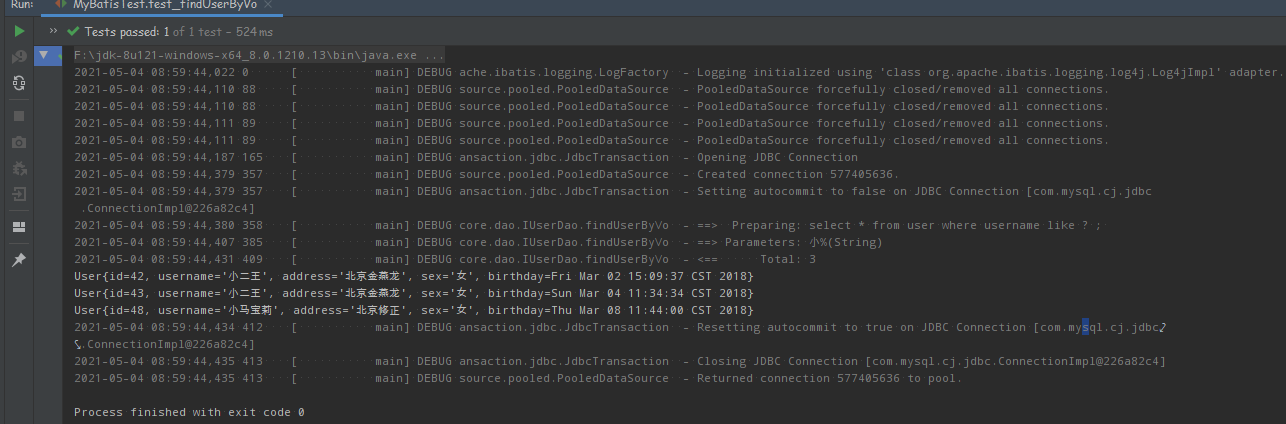 Run: MyBatisTest.test_findUserByVo ×
» Tests passed: 1 of 1 test – 524 ms
F:\jdk-8u121-windows-x64_8.0.1210.13\bin\java.exe ...
2021-05-04 08:59:44,022 0 [ main] DEBUG ache.ibatis.logging.LogFactory - Logging initialized using 'class org.apache.ibatis.logging.log4j.Log4jImpl' adapter.
2021-05-04 08:59:44,110 88 [ main] DEBUG source.pooled.PooledDataSource - PooledDataSource forcefully closed/removed all connections.
2021-05-04 08:59:44,110 88 [ main] DEBUG source.pooled.PooledDataSource - PooledDataSource forcefully closed/removed all connections.
2021-05-04 08:59:44,111 89 [ main] DEBUG source.pooled.PooledDataSource - PooledDataSource forcefully closed/removed all connections.
2021-05-04 08:59:44,111 89 [ main] DEBUG source.pooled.PooledDataSource - PooledDataSource forcefully closed/removed all connections.
2021-05-04 08:59:44,187 165 [ main] DEBUG ansaction.jdbc.JdbcTransaction - Opening JDBC Connection
2021-05-04 08:59:44,379 357 [ main] DEBUG source.pooled.PooledDataSource - Created connection 577405636.
2021-05-04 08:59:44,379 357 [ main] DEBUG ansaction.jdbc.JdbcTransaction - Setting autocommit to false on JDBC Connection [com.mysql.cj.jdbc
.ConnectionImpl@226a82c4]
2021-05-04 08:59:44,380 358 [ main] DEBUG core.dao.IUserDao.findUserByVo - ==> Preparing: select * from user where username like ? ;
2021-05-04 08:59:44,407 385 [ main] DEBUG core.dao.IUserDao.findUserByVo - ==> Parameters: 小%(String)
2021-05-04 08:59:44,431 409 [ main] DEBUG core.dao.IUserDao.findUserByVo - <== Total: 3
User{id=42, username='小二王', address='北京金燕龙', sex='女', birthday=Fri Mar 02 15:09:37 CST 2018}
User{id=43, username='小二王', address='北京金燕龙', sex='女', birthday=Sun Mar 04 11:34:34 CST 2018}
User{id=48, username='小马宝莉', address='北京修正', sex='女', birthday=Thu Mar 08 11:44:00 CST 2018}
2021-05-04 08:59:44,434 412 [ main] DEBUG ansaction.jdbc.JdbcTransaction - Resetting autocommit to true on JDBC Connection [com.mysql.cj.jdbc
.ConnectionImpl@226a82c4]
2021-05-04 08:59:44,435 413 [ main] DEBUG ansaction.jdbc.JdbcTransaction - Closing JDBC Connection [com.mysql.cj.jdbc.ConnectionImpl@226a82c4]
2021-05-04 08:59:44,435 413 [ main] DEBUG source.pooled.PooledDataSource - Returned connection 577405636 to pool.
Process finished with exit code 0